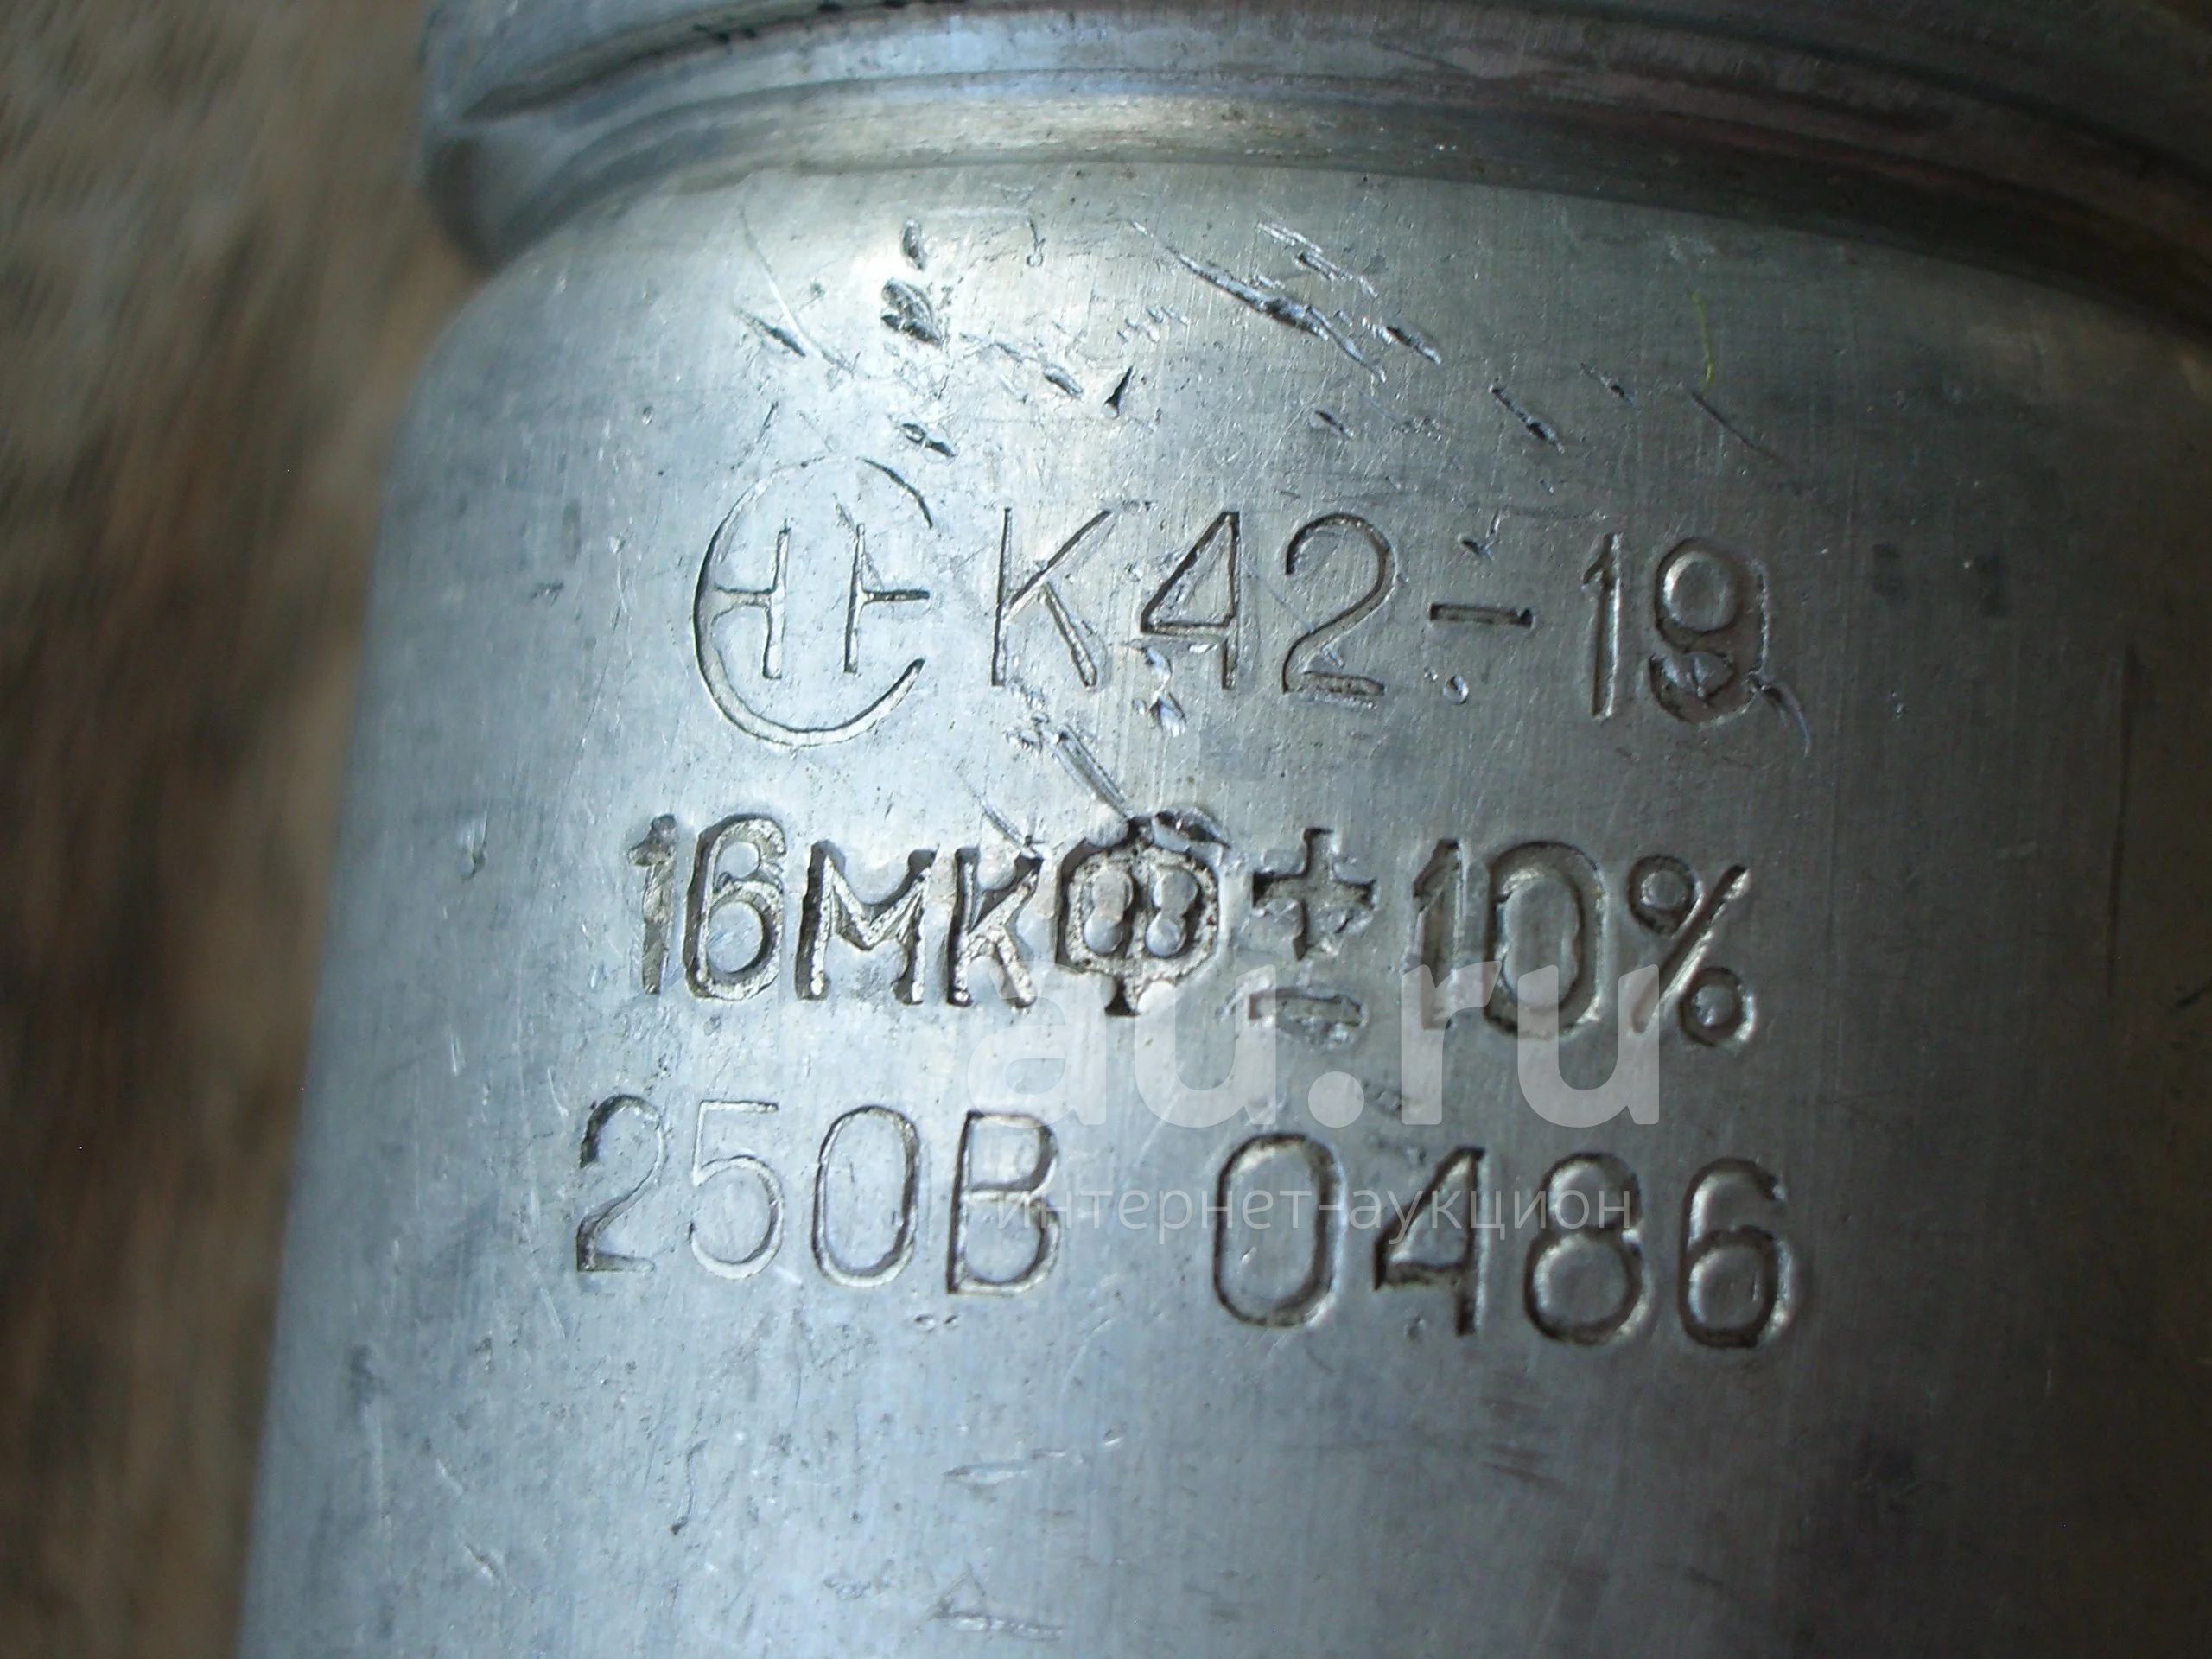 К42-19
16МКФ±10%
au.ru
250В 0486
интернет-аукцион